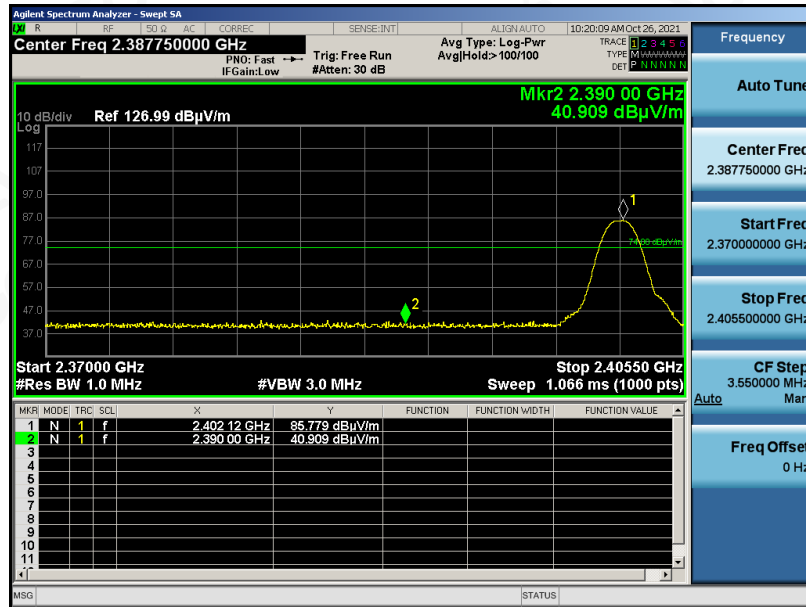 Agilent Spectrum Analyzer - Swept SA
LXI R RF 50 Ω AC CORREC SENSE:INT ALIGN AUTO 10:20:09 AM Oct 26, 2021
Center Freq 2.387750000 GHz
PNO: Fast
IFGain:Low
Trig: Free Run
#Atten: 30 dB
Avg Type: Log-Pwr
Avg|Hold:>100/100
TRACE 1 2 3 4 5 6
TYPE M WWWWW
DET P N N N N N
Mkr2 2.390 00 GHz
40.909 dBµV/m
10 dB/div Ref 126.99 dBµV/m
Log
117
107
97.0
87.0
77.0
67.0
57.0
47.0
37.0
1
74.00 dBµV/m
2
Start 2.37000 GHz Stop 2.40550 GHz
#Res BW 1.0 MHz #VBW 3.0 MHz Sweep 1.066 ms (1000 pts)
MKR MODE TRC SCL X Y FUNCTION FUNCTION WIDTH FUNCTION VALUE
1 N 1 f 2.402 12 GHz 85.779 dBµV/m
2 N 1 f 2.390 00 GHz 40.909 dBµV/m
3
4
5
6
7
8
9
10
11
MSG STATUS
Frequency
Auto Tune
Center Freq
2.387750000 GHz
Start Freq
2.370000000 GHz
Stop Freq
2.405500000 GHz
CF Step
3.550000 MHz
Auto Man
Freq Offset
0 Hz